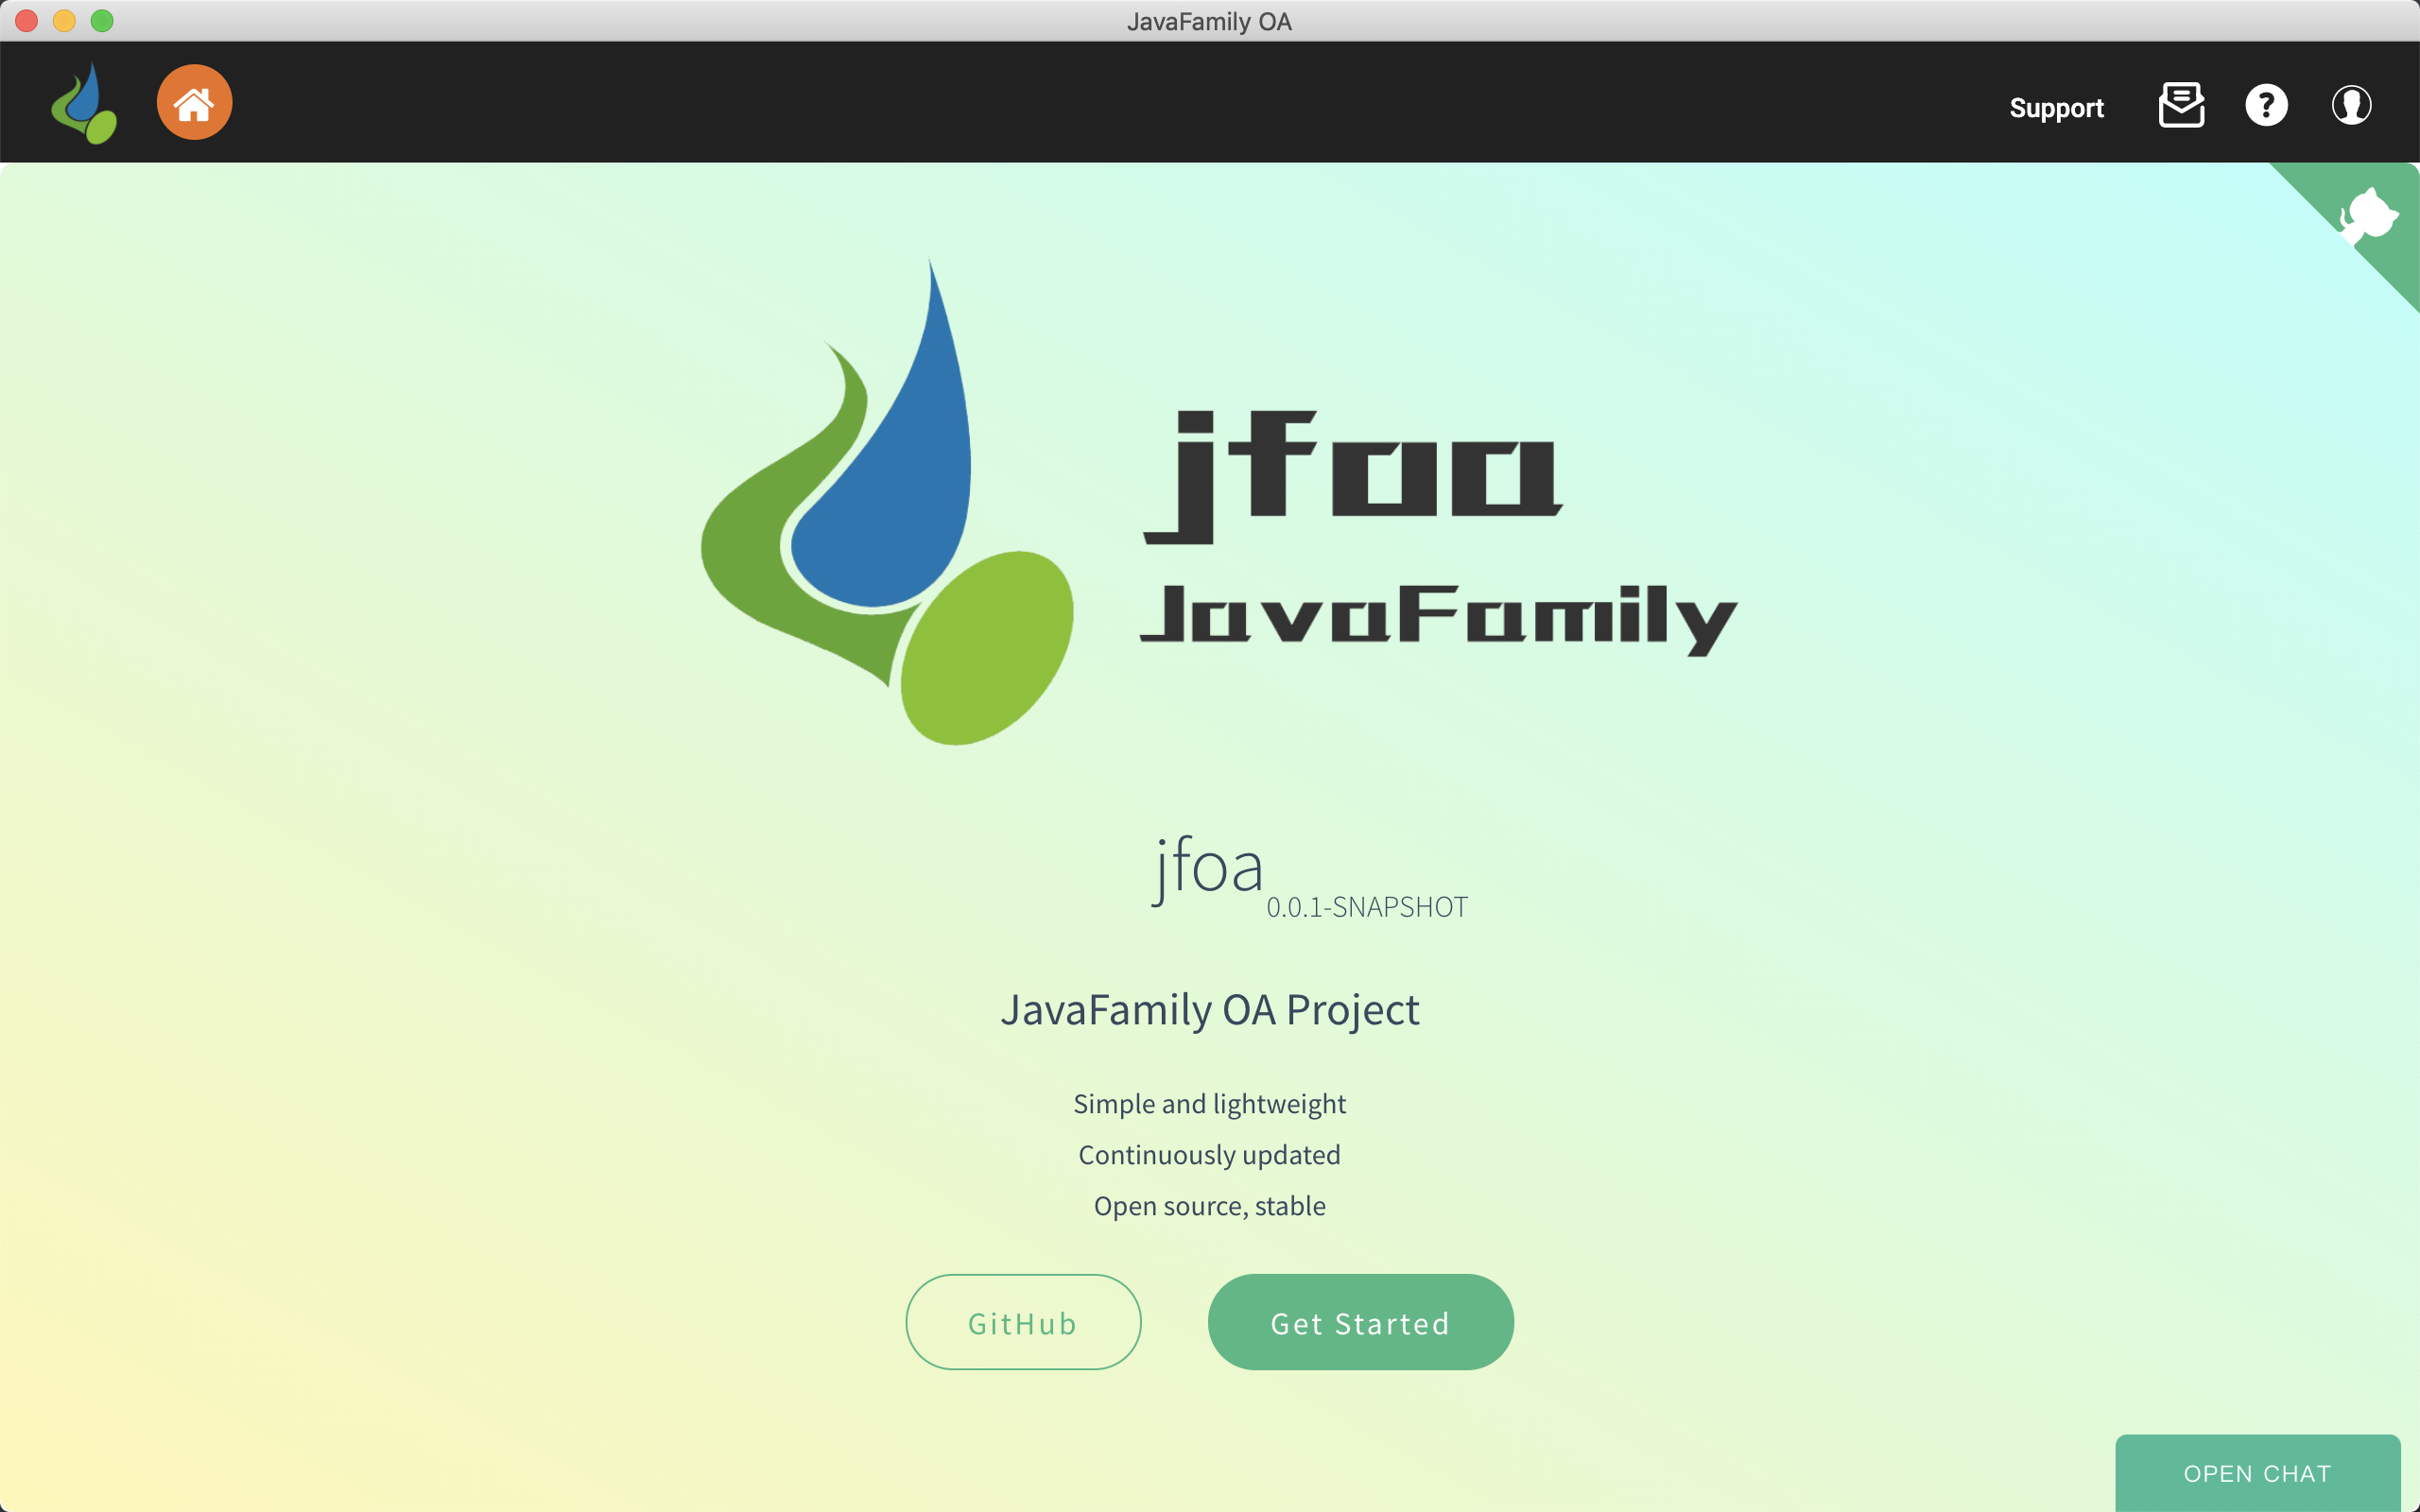 JavaFamily OA
Support
jfoa
JavaFamily
jfoa 0.0.1-SNAPSHOT
JavaFamily OA Project
Simple and lightweight
Continuously updated
Open source, stable
GitHub
Get Started
OPEN CHAT